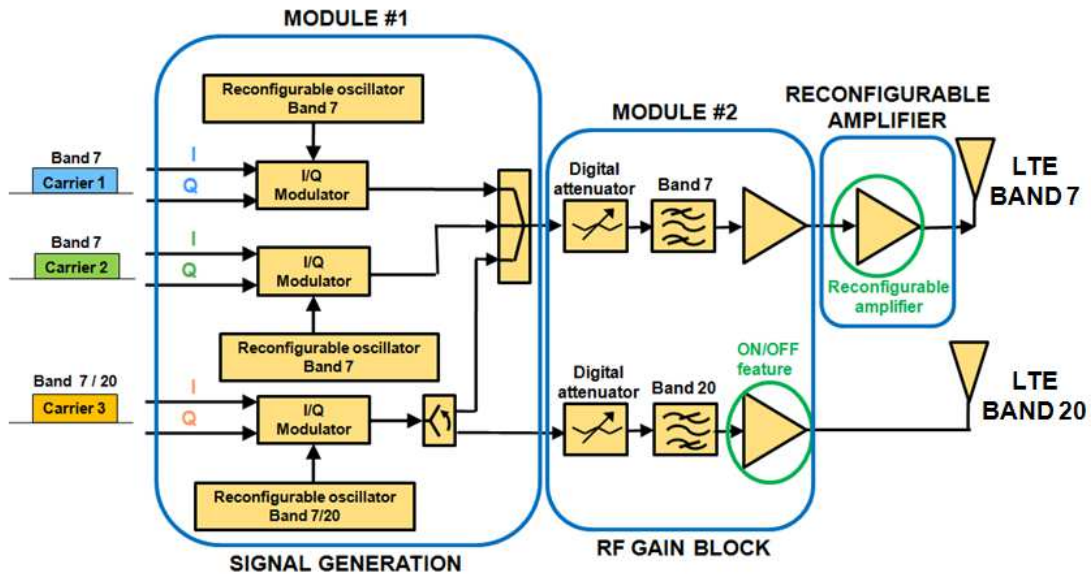 MODULE #1
Reconfigurable oscillator
Band 7
Band 7
Carrier 1
I
Q
I/Q
Modulator
Band 7
Carrier 2
I
Q
I/Q
Modulator
Reconfigurable oscillator
Band 7
Band 7 / 20
Carrier 3
I
Q
I/Q
Modulator
Reconfigurable oscillator
Band 7/20
SIGNAL GENERATION
MODULE #2
Digital
attenuator
Band 7
Digital
attenuator
Band 20
ON/OFF
feature
RF GAIN BLOCK
RECONFIGURABLE
AMPLIFIER
Reconfigurable
amplifier
LTE
BAND 7
LTE
BAND 20